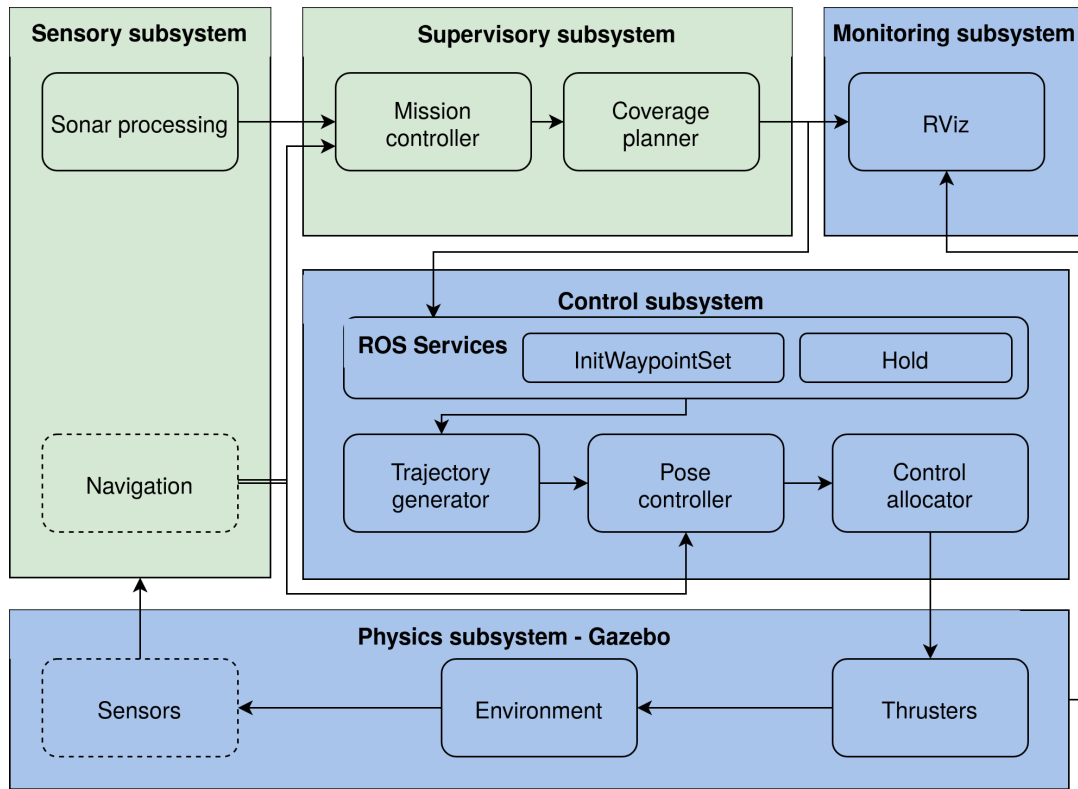 Sensory subsystem
Sonar processing
Navigation
Supervisory subsystem
Mission
controller
Coverage
planner
Monitoring subsystem
RViz
Control subsystem
ROS Services
InitWaypointSet
Hold
Trajectory
generator
Pose
controller
Control
allocator
Physics subsystem - Gazebo
Sensors
Environment
Thrusters